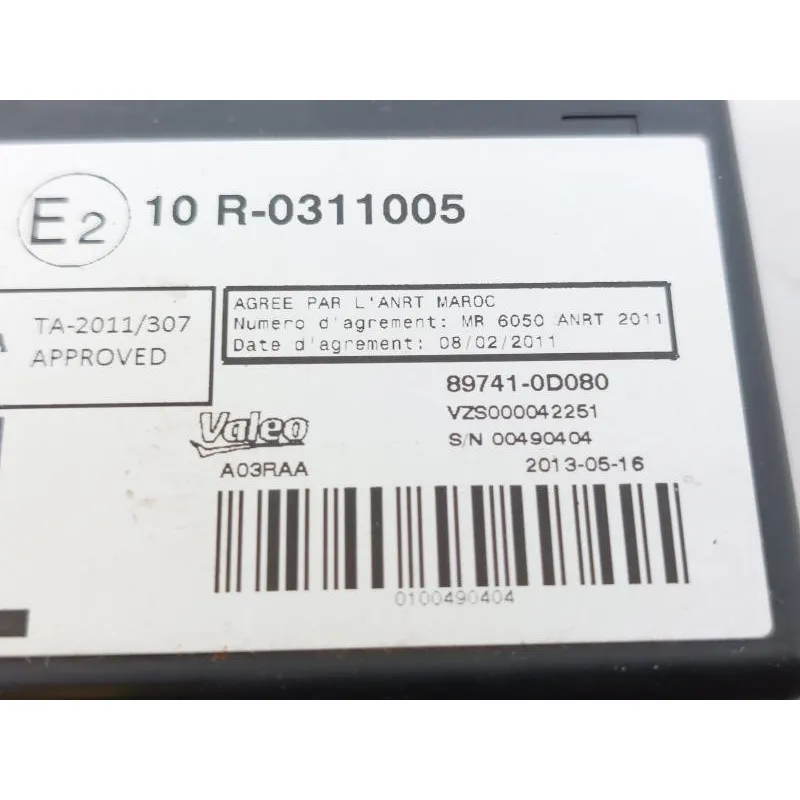 E2 10 R-0311005
TA-2011/307
APPROVED
AGREE PAR L'ANRT MAROC
Numero d'agrement: MR 6050 ANRT 2011
Date d'agrement: 08/02/2011
89741-0D080
VZS000042251
S/N 00490404
Valeo
A03RAA
2013-05-16
0100490404